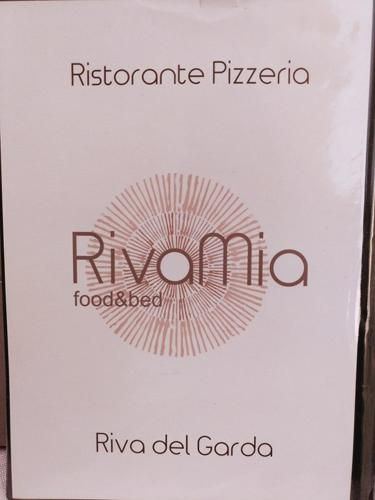 Ristorante Pizzeria
RivaMia
food&bed
Riva del Garda